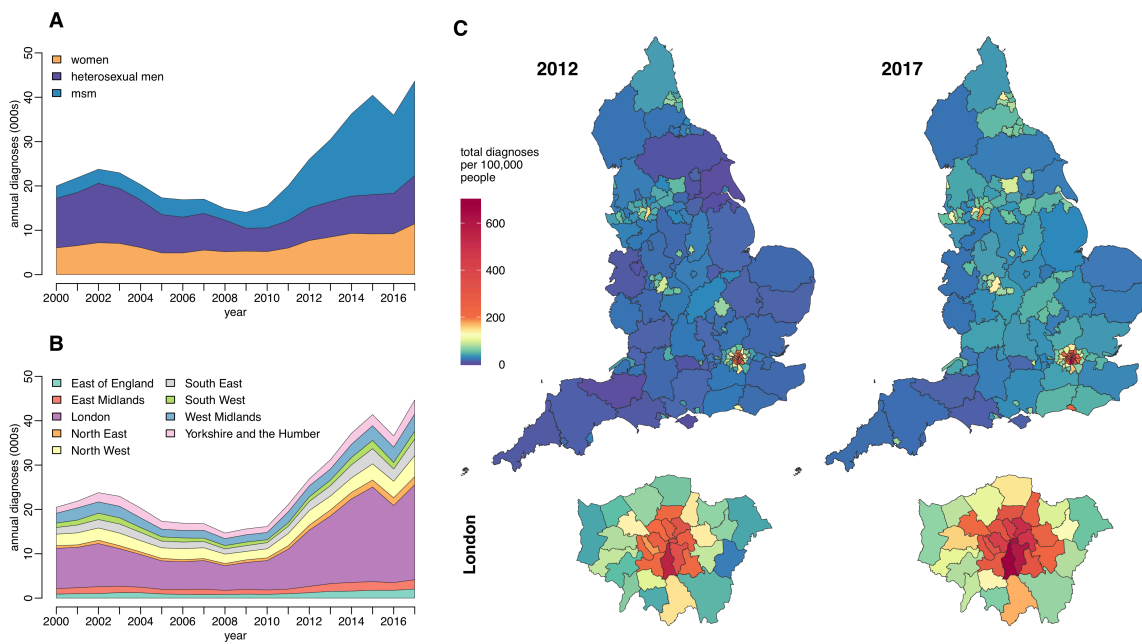 A
annual diagnoses (000s)
50
40
30
20
10
0
women
heterosexual men
msm
2000 2002 2004 2006 2008 2010 2012 2014 2016
year
B
annual diagnoses (000s)
50
40
30
20
10
0
East of England
East Midlands
London
North East
North West
South East
South West
West Midlands
Yorkshire and the Humber
2000 2002 2004 2006 2008 2010 2012 2014 2016
year
C
2012
2017
total diagnoses
per 100,000
people
600
400
200
0
London